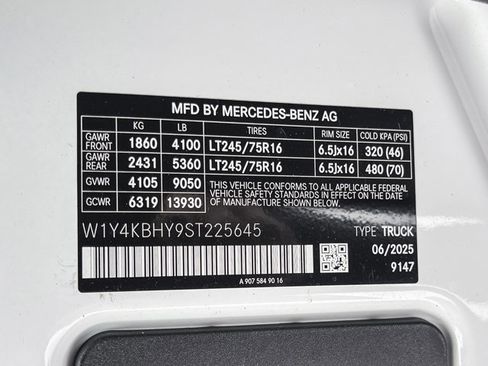 MFD BY MERCEDES-BENZ AG
KG LB TIRES RIM SIZE COLD KPA (PSI)
GAWR FRONT 1860 4100 LT245/75R16 6.5Jx16 320 (46)
GAWR REAR 2431 5360 LT245/75R16 6.5Jx16 480 (70)
GVWR 4105 9050
GCWR 6319 13930
THIS VEHICLE CONFORMS TO ALL APPLICABLE
FEDERAL MOTOR VEHICLE SAFETY STANDARDS IN EFFECT
ON THE DATE OF MANUFACTURE SHOWN BELOW.
W1Y4KBHY9ST225645 TYPE: TRUCK
06/2025
9147
A 907 584 90 16